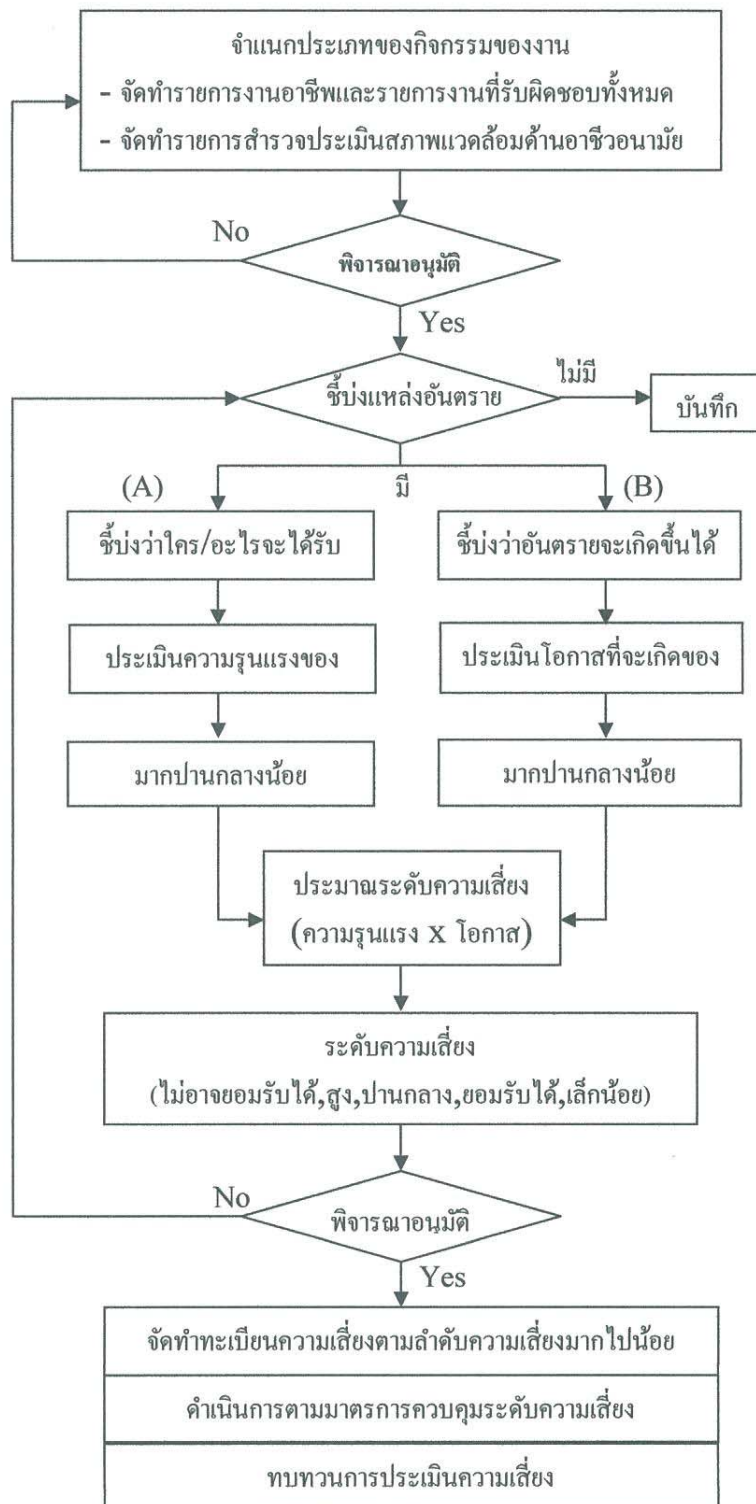 จำแนกประเภทของกิจกรรมของงาน
- จัดทำรายการงานอาชีพและรายการงานที่รับผิดชอบทั้งหมด
- จัดทำรายการสำรวจประเมินสภาพแวดล้อมด้านอาชีวอนามัย
No
พิจารณาอนุมัติ
Yes
ชี้บ่งแหล่งอันตราย
ไม่มี
บันทึก
(A)
มี
(B)
ชี้บ่งว่าใคร/อะไรจะได้รับ
ชี้บ่งว่าอันตรายจะเกิดขึ้นได้
ประเมินความรุนแรงของ
ประเมินโอกาสที่จะเกิดของ
มากปานกลางน้อย
มากปานกลางน้อย
ประมาณระดับความเสี่ยง
(ความรุนแรง X โอกาส)
ระดับความเสี่ยง
(ไม่อาจยอมรับได้,สูง,ปานกลาง,ยอมรับได้,เล็กน้อย)
No
พิจารณาอนุมัติ
Yes
จัดทำทะเบียนความเสี่ยงตามลำดับความเสี่ยงมากไปน้อย
ดำเนินการตามมาตรการควบคุมระดับความเสี่ยง
ทบทวนการประเมินความเสี่ยง